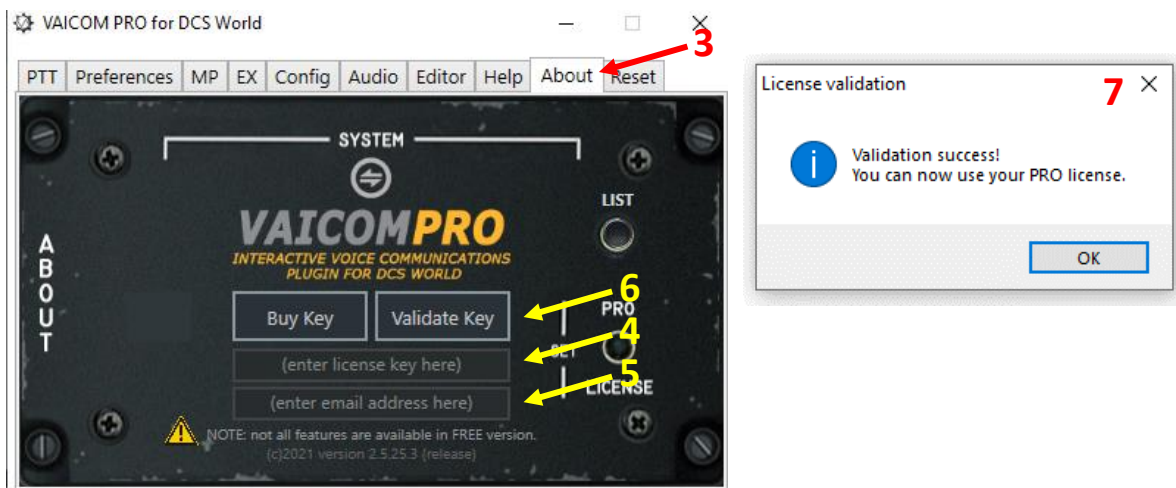 VAICOM PRO for DCS World
3
PTT Preferences MP EX Config Audio Editor Help About Reset
SYSTEM
LIST
ABOUT
VAICOMPRO
INTERACTIVE VOICE COMMUNICATIONS
PLUGIN FOR DCS WORLD
6
Buy Key Validate Key
PRO
4
(enter license key here)
SET
5
LICENSE
(enter email address here)
NOTE: not all features are available in FREE version.
(c)2021 version 2.5.25.3 (release)
License validation
7
Validation success!
You can now use your PRO license.
OK